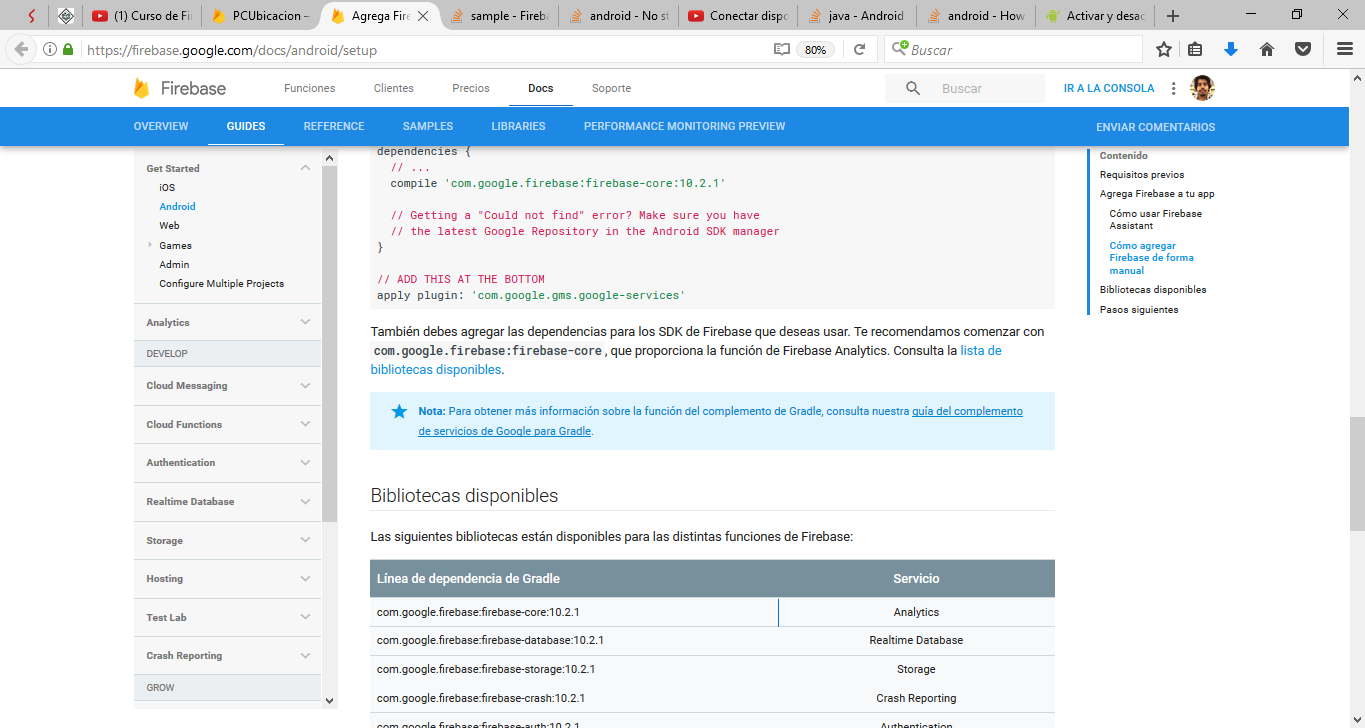 (1) Curso de Fi
PCUbicacion –
Agrega Fire
sample - Fireba
android - No st
Conectar dispo
java - Android
android - How
Activar y desac
https://firebase.google.com/docs/android/setup
80%
Buscar
Firebase
Funciones
Clientes
Precios
Docs
Soporte
Buscar
IR A LA CONSOLA
OVERVIEW
GUIDES
REFERENCE
SAMPLES
LIBRARIES
PERFORMANCE MONITORING PREVIEW
ENVIAR COMENTARIOS
Get Started
iOS
Android
Web
Games
Admin
Configure Multiple Projects
Analytics
DEVELOP
Cloud Messaging
Cloud Functions
Authentication
Realtime Database
Storage
Hosting
Test Lab
Crash Reporting
GROW
dependencies {
// ...
compile 'com.google.firebase:firebase-core:10.2.1'
// Getting a "Could not find" error? Make sure you have
// the latest Google Repository in the Android SDK manager
}
// ADD THIS AT THE BOTTOM
apply plugin: 'com.google.gms.google-services'
También debes agregar las dependencias para los SDK de Firebase que deseas usar. Te recomendamos comenzar con
com.google.firebase:firebase-core, que proporciona la función de Firebase Analytics. Consulta la lista de
bibliotecas disponibles.
Nota: Para obtener más información sobre la función del complemento de Gradle, consulta nuestra guía del complemento
de servicios de Google para Gradle.
Bibliotecas disponibles
Las siguientes bibliotecas están disponibles para las distintas funciones de Firebase:
Línea de dependencia de Gradle Servicio
com.google.firebase:firebase-core:10.2.1 Analytics
com.google.firebase:firebase-database:10.2.1 Realtime Database
com.google.firebase:firebase-storage:10.2.1 Storage
com.google.firebase:firebase-crash:10.2.1 Crash Reporting
com.google.firebase:firebase-auth:10.2.1 Authentication
Contenido
Requisitos previos
Agrega Firebase a tu app
Cómo usar Firebase
Assistant
Cómo agregar
Firebase de forma
manual
Bibliotecas disponibles
Pasos siguientes